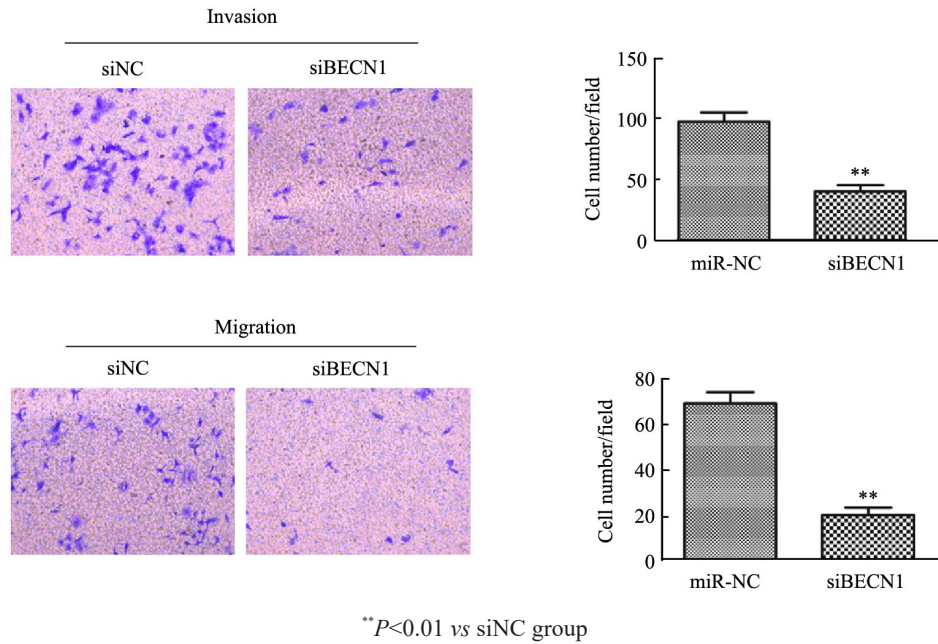 Invasion
siNC siBECN1
Cell number/field
150
100
50
0
**
miR-NC siBECN1
Migration
siNC siBECN1
Cell number/field
80
60
40
20
0
**
miR-NC siBECN1
**P<0.01 vs siNC group